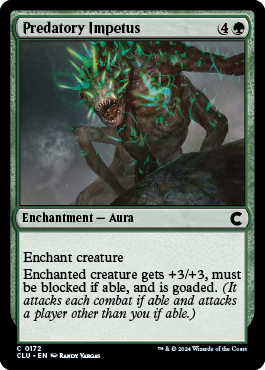 Predatory Impetus 4
Enchantment — Aura
Enchant creature
Enchanted creature gets +3/+3, must
be blocked if able, and is goaded. (It
attacks each combat if able and attacks
a player other than you if able.)
C 0172
CLU • EN Randy Vargas
™ & © 2024 Wizards of the Coast